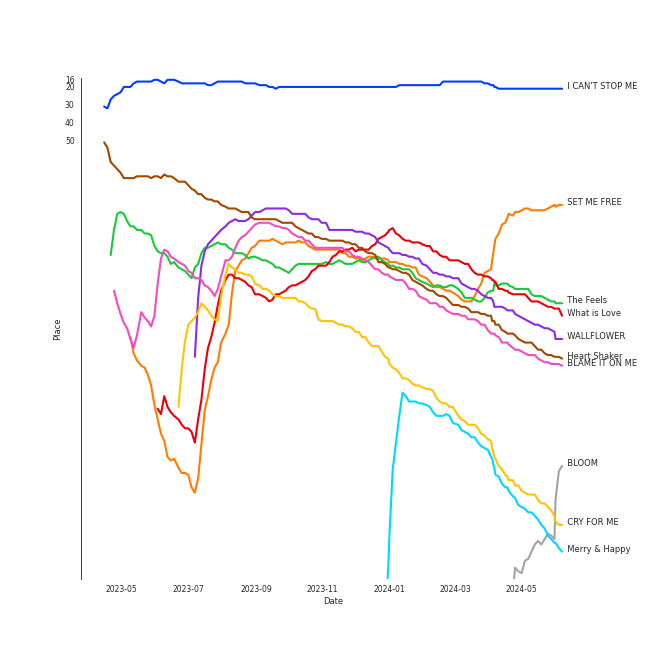 16
20
30
40
50
Place
I CAN'T STOP ME
SET ME FREE
The Feels
What is Love
WALLFLOWER
Heart Shaker
BLAME IT ON ME
BLOOM
CRY FOR ME
Merry & Happy
2023-05 2023-07 2023-09 2023-11 2024-01 2024-03 2024-05
Date